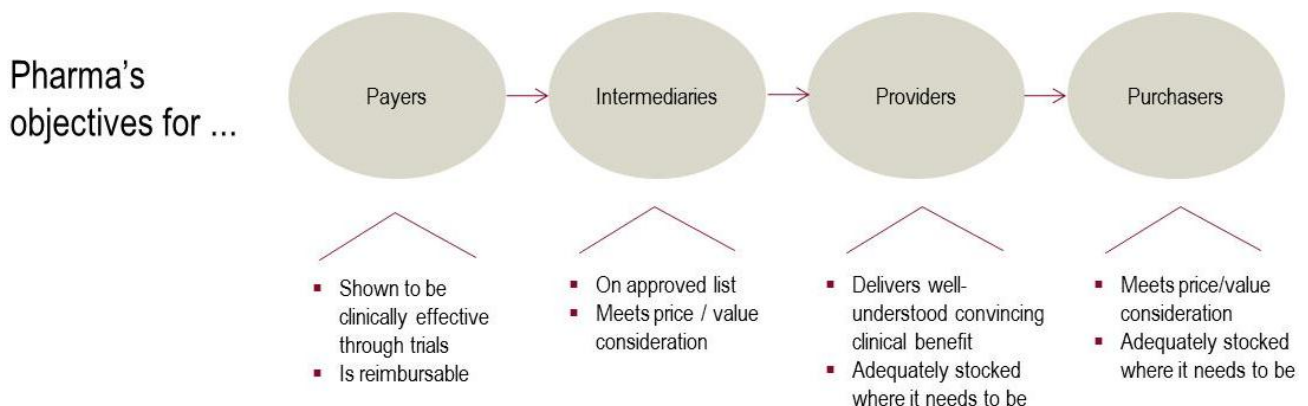 Pharma's
objectives for ...
Payers
Intermediaries
Providers
Purchasers
▪ Shown to be
clinically effective
through trials
▪ Is reimbursable
▪ On approved list
▪ Meets price / value
consideration
▪ Delivers well-
understood convincing
clinical benefit
▪ Adequately stocked
where it needs to be
▪ Meets price/value
consideration
▪ Adequately stocked
where it needs to be